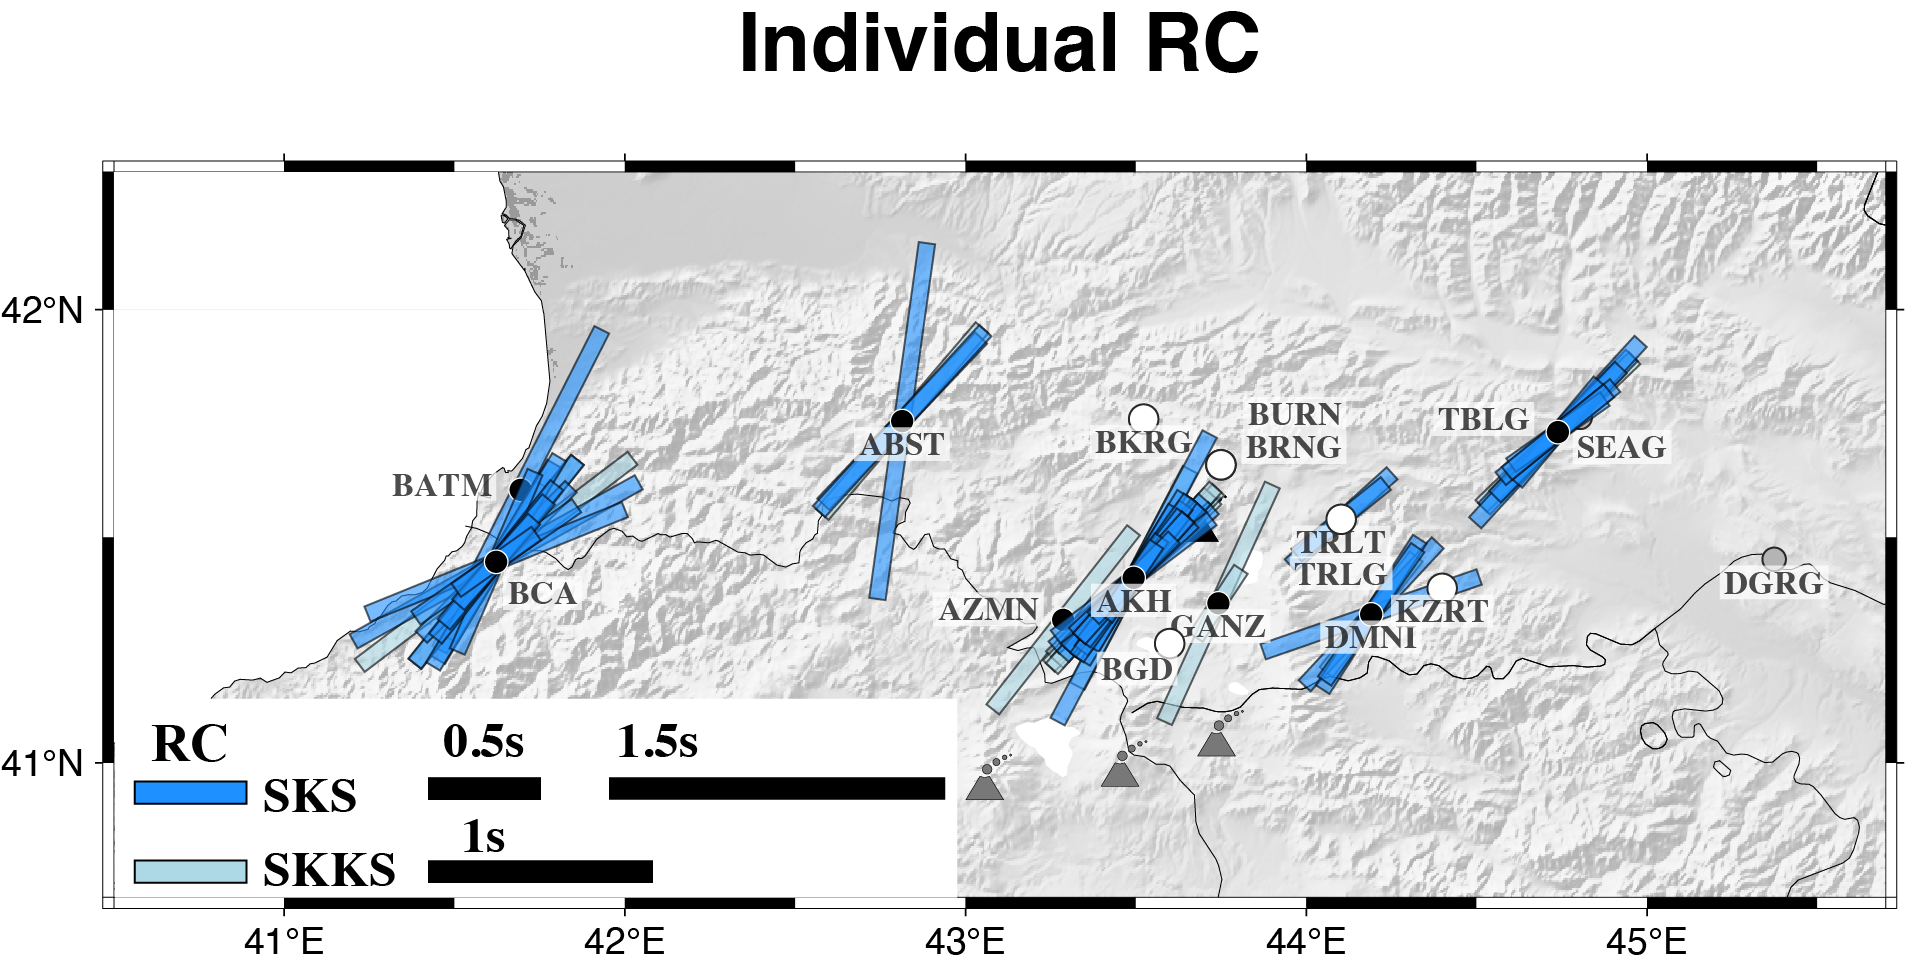 Individual RC
42°N
41°N
BATM
BCA
ABST
BKRG
BURN
BRNG
TBLG
SEAG
AZMN
AKH
GANZ
BGD
TRLT
TRLG
KZRT
DMNI
DGRG
RC
0.5s
1.5s
SKS
1s
SKKS
41°E
42°E
43°E
44°E
45°E